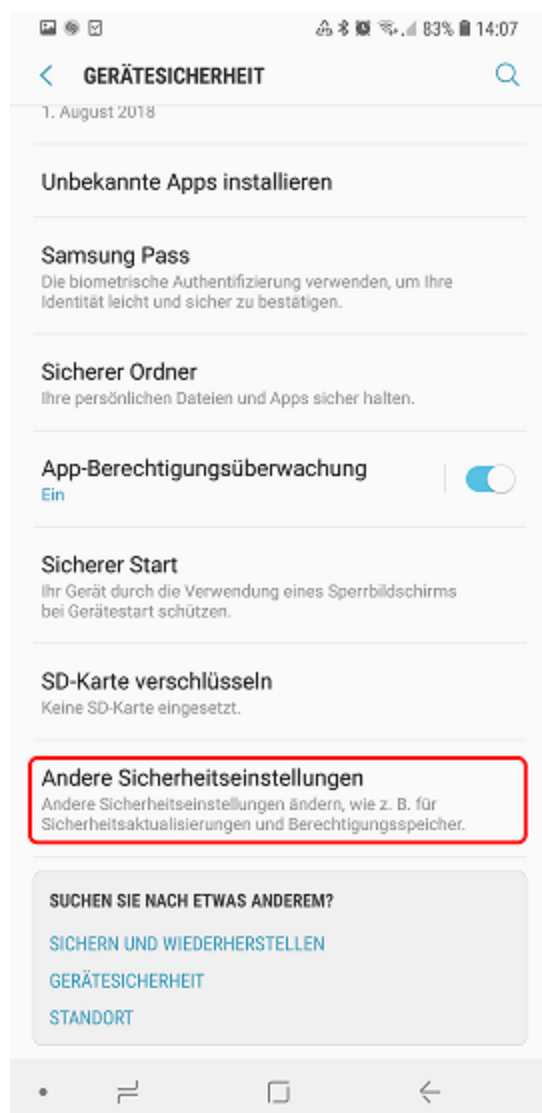 83% 14:07
GERÄTESICHERHEIT
1. August 2018
Unbekannte Apps installieren
Samsung Pass
Die biometrische Authentifizierung verwenden, um Ihre
Identität leicht und sicher zu bestätigen.
Sicherer Ordner
Ihre persönlichen Dateien und Apps sicher halten.
App-Berechtigungsüberwachung
Ein
Sicherer Start
Ihr Gerät durch die Verwendung eines Sperrbildschirms
bei Gerätestart schützen.
SD-Karte verschlüsseln
Keine SD-Karte eingesetzt.
Andere Sicherheitseinstellungen
Andere Sicherheitseinstellungen ändern, wie z. B. für
Sicherheitsaktualisierungen und Berechtigungsspeicher.
SUCHEN SIE NACH ETWAS ANDEREM?
SICHERN UND WIEDERHERSTELLEN
GERÄTESICHERHEIT
STANDORT